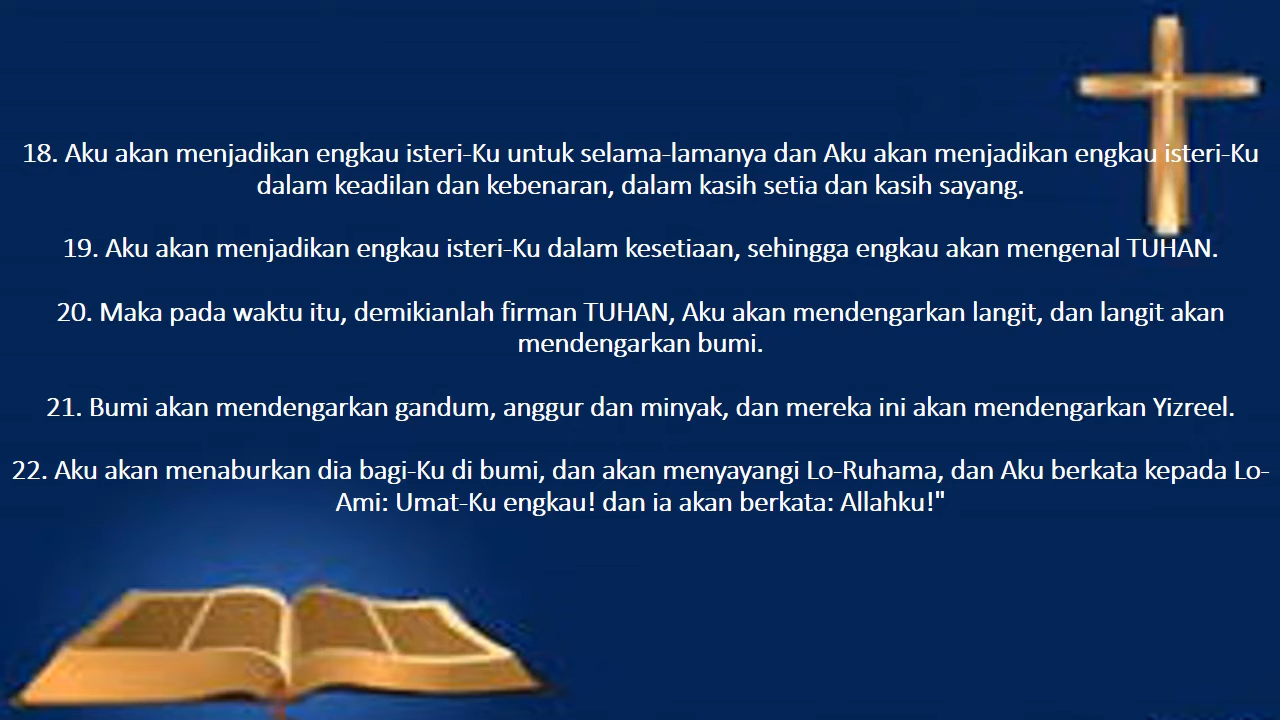 18. Aku akan menjadikan engkau isteri-Ku untuk selama-lamanya dan Aku akan menjadikan engkau isteri-Ku
dalam keadilan dan kebenaran, dalam kasih setia dan kasih sayang.
19. Aku akan menjadikan engkau isteri-Ku dalam kesetiaan, sehingga engkau akan mengenal TUHAN.
20. Maka pada waktu itu, demikianlah firman TUHAN, Aku akan mendengarkan langit, dan langit akan
mendengarkan bumi.
21. Bumi akan mendengarkan gandum, anggur dan minyak, dan mereka ini akan mendengarkan Yizreel.
22. Aku akan menaburkan dia bagi-Ku di bumi, dan akan menyayangi Lo-Ruhama, dan Aku berkata kepada Lo-
Ami: Umat-Ku engkau! dan ia akan berkata: Allahku!"